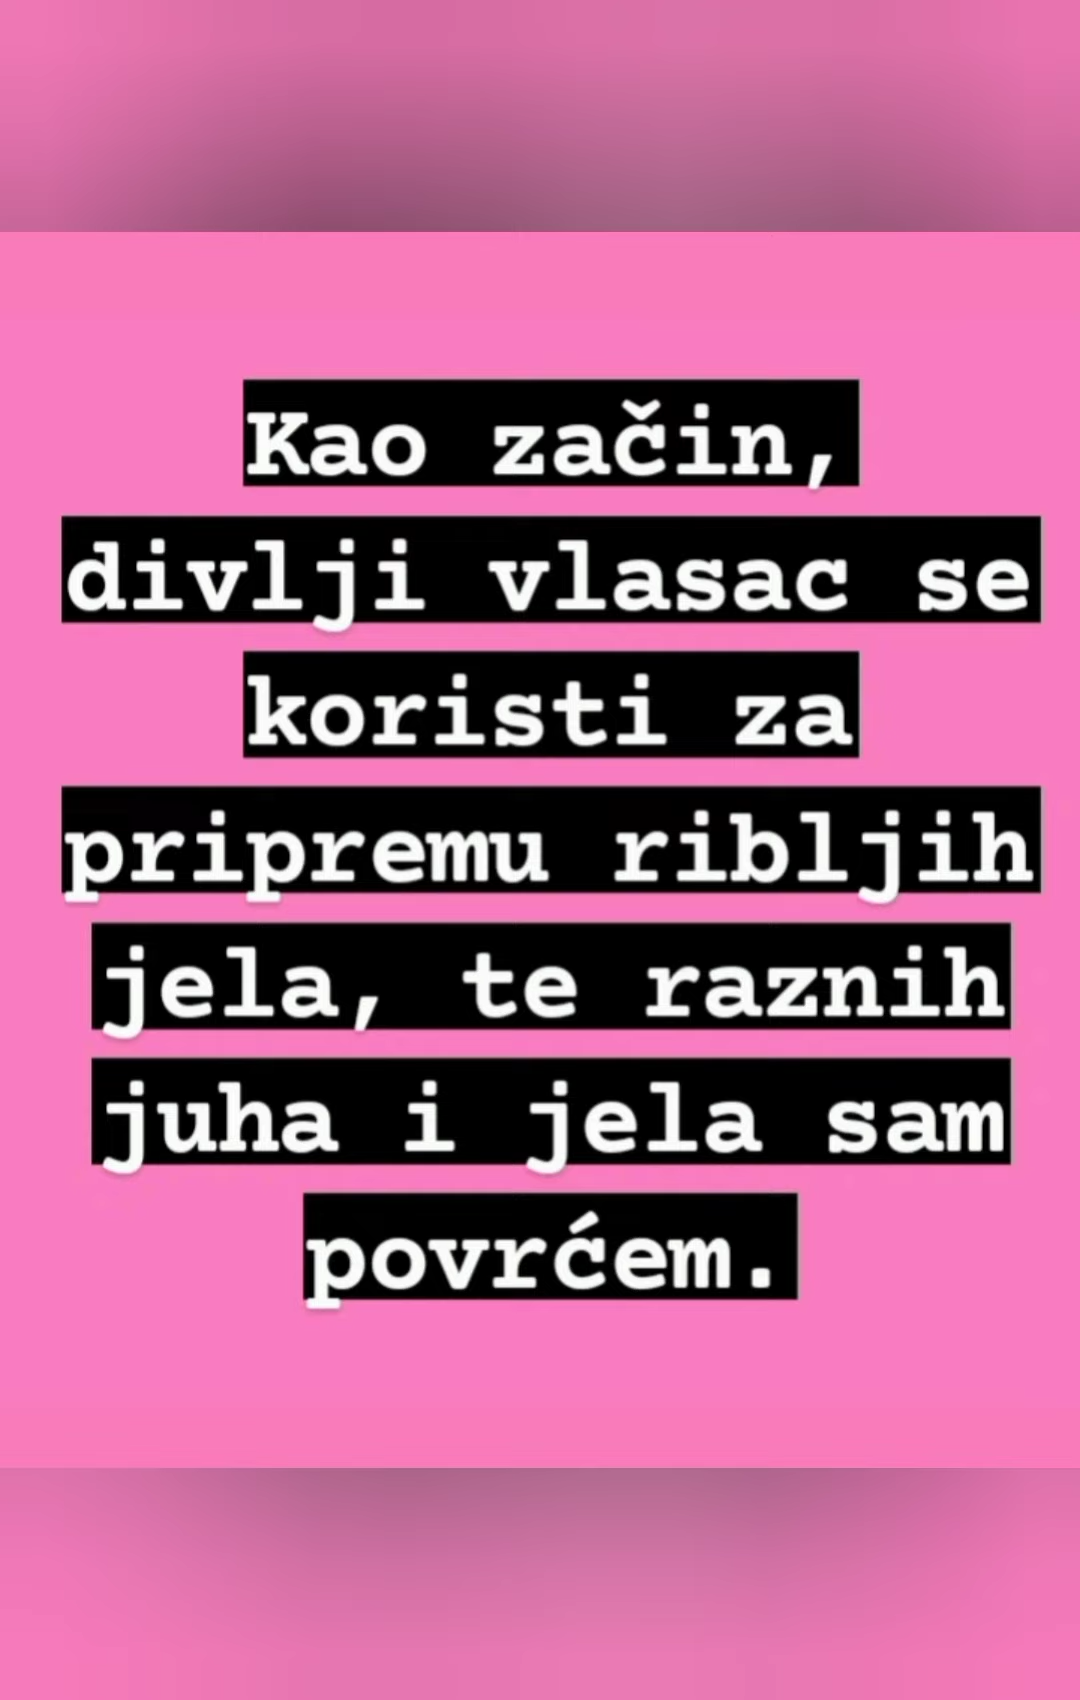 Kao začin,
divlji vlasac se
koristi za
pripremu ribljih
jela, te raznih
juha i jela sam
povrćem.